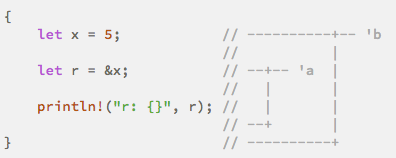 {
    let x = 5;            // ----------+-- 'b
                          //           |
    let r = &x;           // --+-- 'a  |
                          //   |       |
    println!("r: {}", r); //   |       |
                          // --+       |
}                         // ----------+